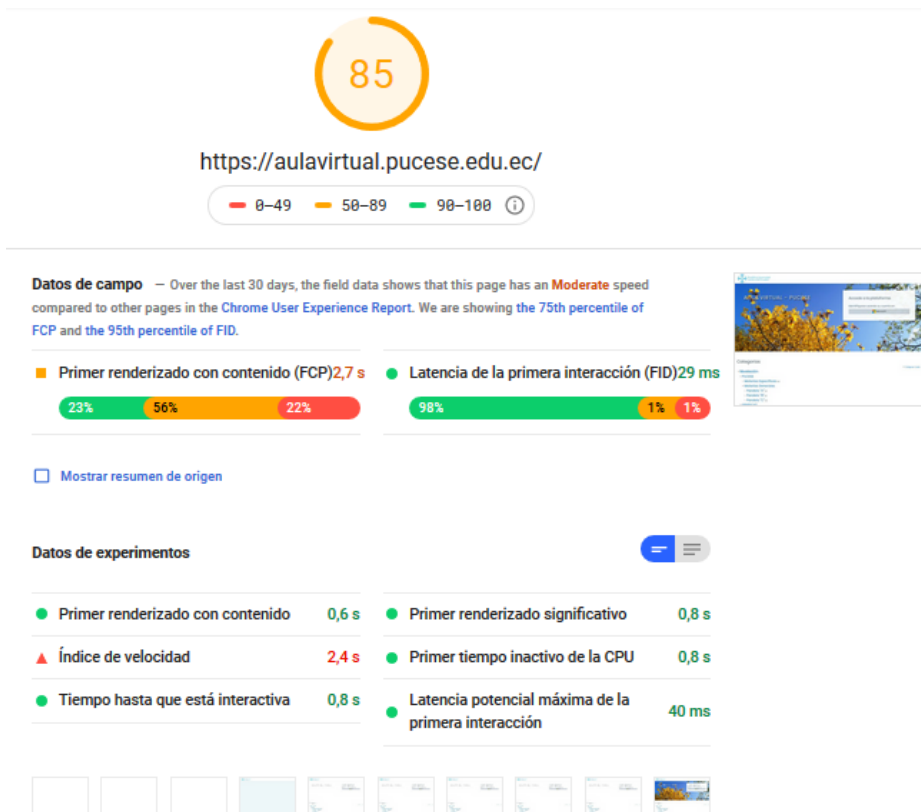 85
https://aulavirtual.pucese.edu.ec/
0–49 50–89 90–100
Datos de campo — Over the last 30 days, the field data shows that this page has an Moderate speed
compared to other pages in the Chrome User Experience Report. We are showing the 75th percentile of
FCP and the 95th percentile of FID.
Primer renderizado con contenido (FCP) 2,7 s
23% 56% 22%
Latencia de la primera interacción (FID) 29 ms
98% 1% 1%
Mostrar resumen de origen
Datos de experimentos
Primer renderizado con contenido 0,6 s
Primer renderizado significativo 0,8 s
Índice de velocidad 2,4 s
Primer tiempo inactivo de la CPU 0,8 s
Tiempo hasta que está interactiva 0,8 s
Latencia potencial máxima de la
primera interacción 40 ms